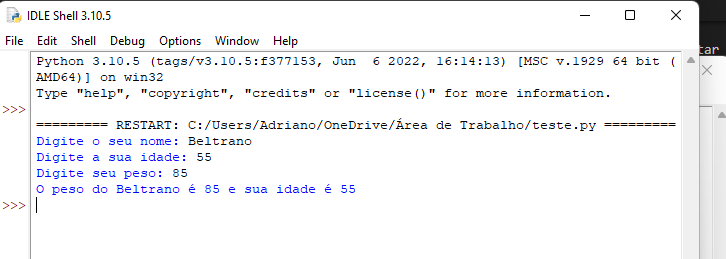 IDLE Shell 3.10.5
File Edit Shell Debug Options Window Help
tar
Python 3.10.5 (tags/v3.10.5:f377153, Jun  6 2022, 16:14:13) [MSC v.1929 64 bit (
AMD64)] on win32
Type "help", "copyright", "credits" or "license()" for more information.
>>>
========= RESTART: C:/Users/Adriano/OneDrive/Área de Trabalho/teste.py =========
Digite o seu nome: Beltrano
Digite a sua idade: 55
Digite seu peso: 85
O peso do Beltrano é 85 e sua idade é 55
>>>